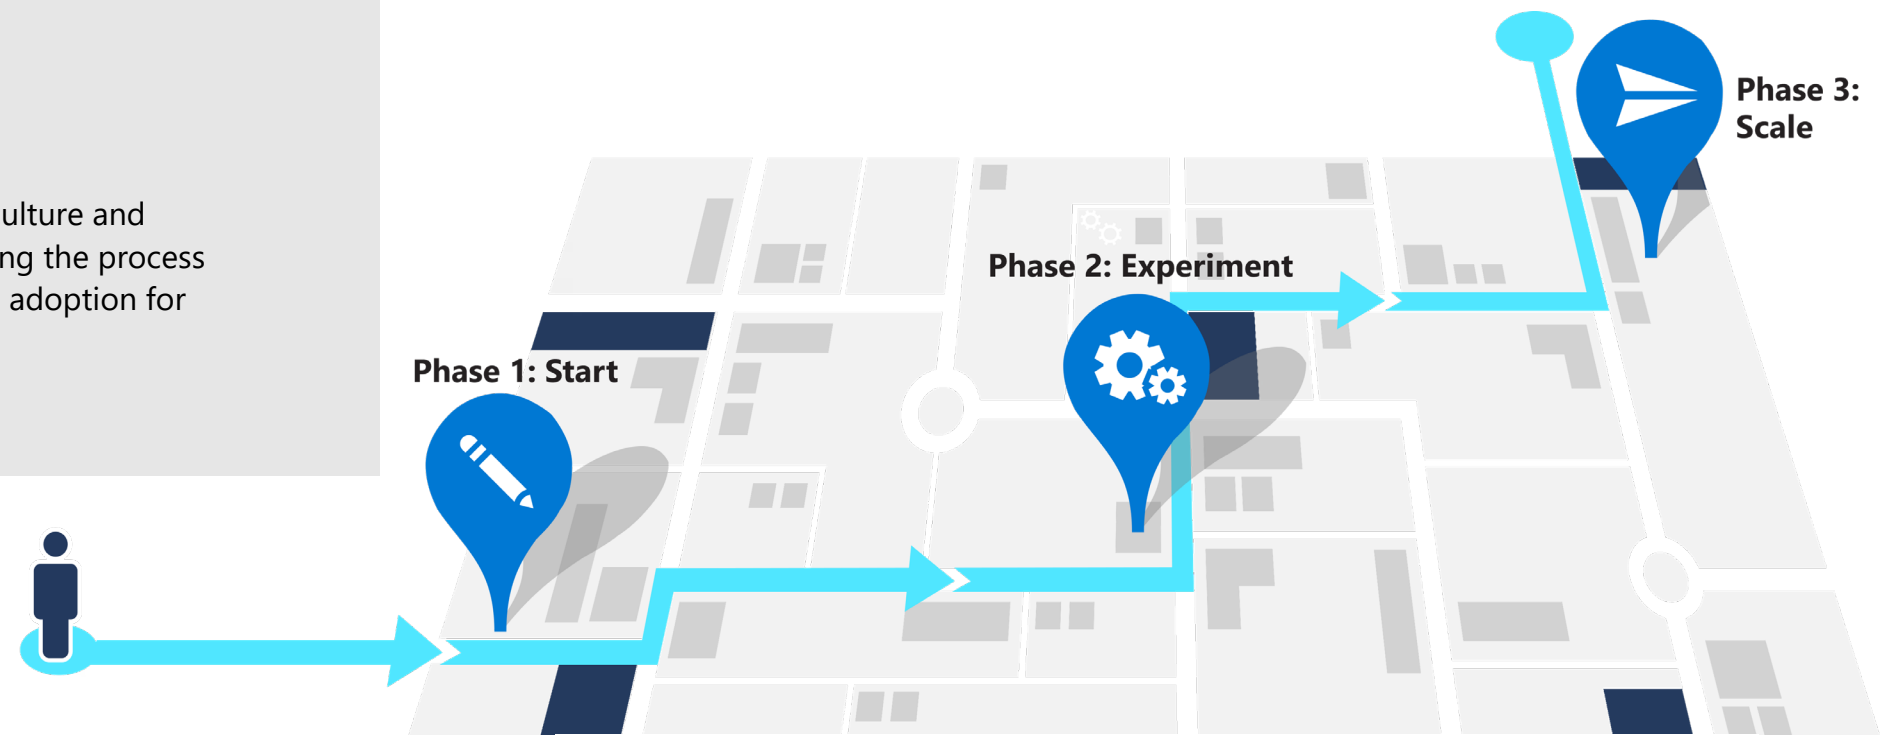 ulture and
ng the process
adoption for
Phase 1: Start
Phase 2: Experiment
Phase 3:
Scale